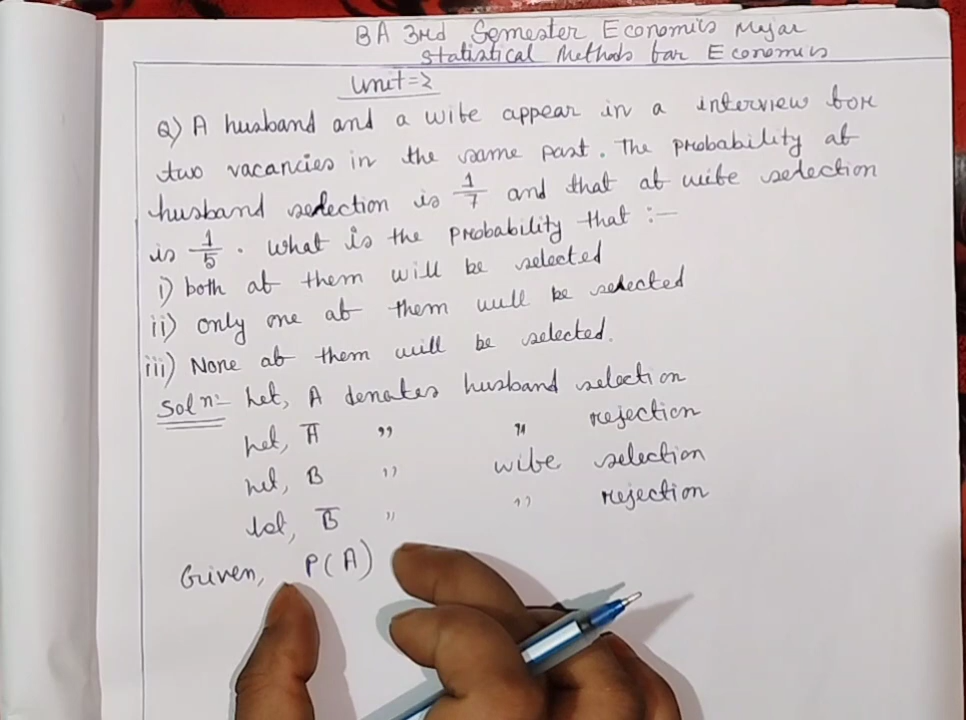 BA 3rd Semester Economics Major
Statistical Methods for Economics
Unit=2
Q) A husband and a wife appear in a interview for
two vacancies in the same post. The probability of
husband selection is 1/7 and that of wife selection
is 1/5. What is the probability that :-
i) both of them will be selected
ii) only one of them will be selected
iii) None of them will be selected.
Soln:- Let, A denotes husband selection
Let, A̅ " " rejection
Let, B " wife selection
Let, B̅ " " rejection
Given, P(A)